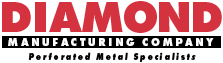 DIAMOND
MANUFACTURING COMPANY
Perforated Metal Specialists